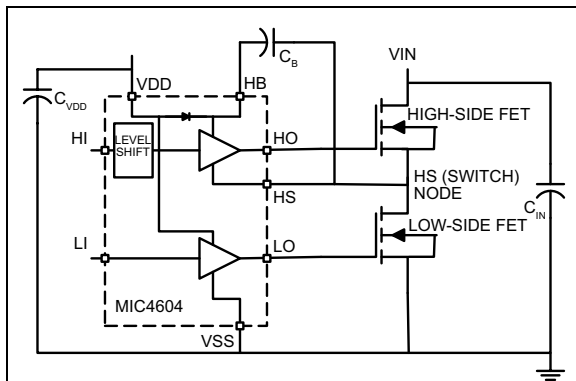 C_B
VIN
VDD
HB
C_VDD
HIGH-SIDE FET
HI
LEVEL
SHIFT
HO
HS (SWITCH)
NODE
HS
C_IN
LI
LO
LOW-SIDE FET
MIC4604
VSS